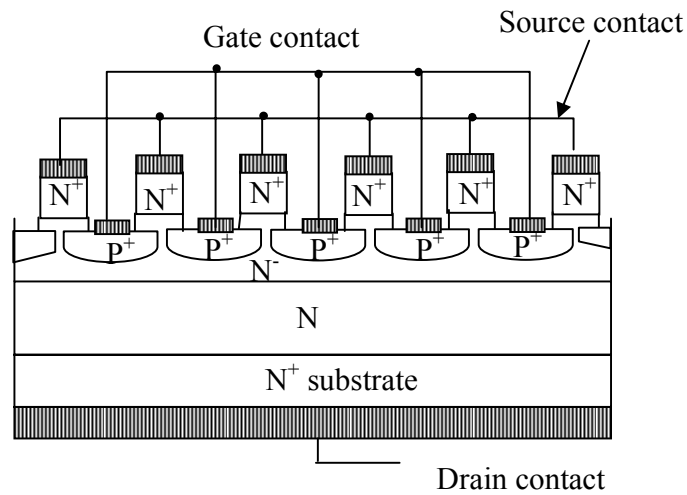 Source contact
Gate contact
N⁺ N⁺ N⁺ N⁺ N⁺ N⁺
P⁺ P⁺ P⁺ P⁺ P⁺
N⁻
N
N⁺ substrate
Drain contact